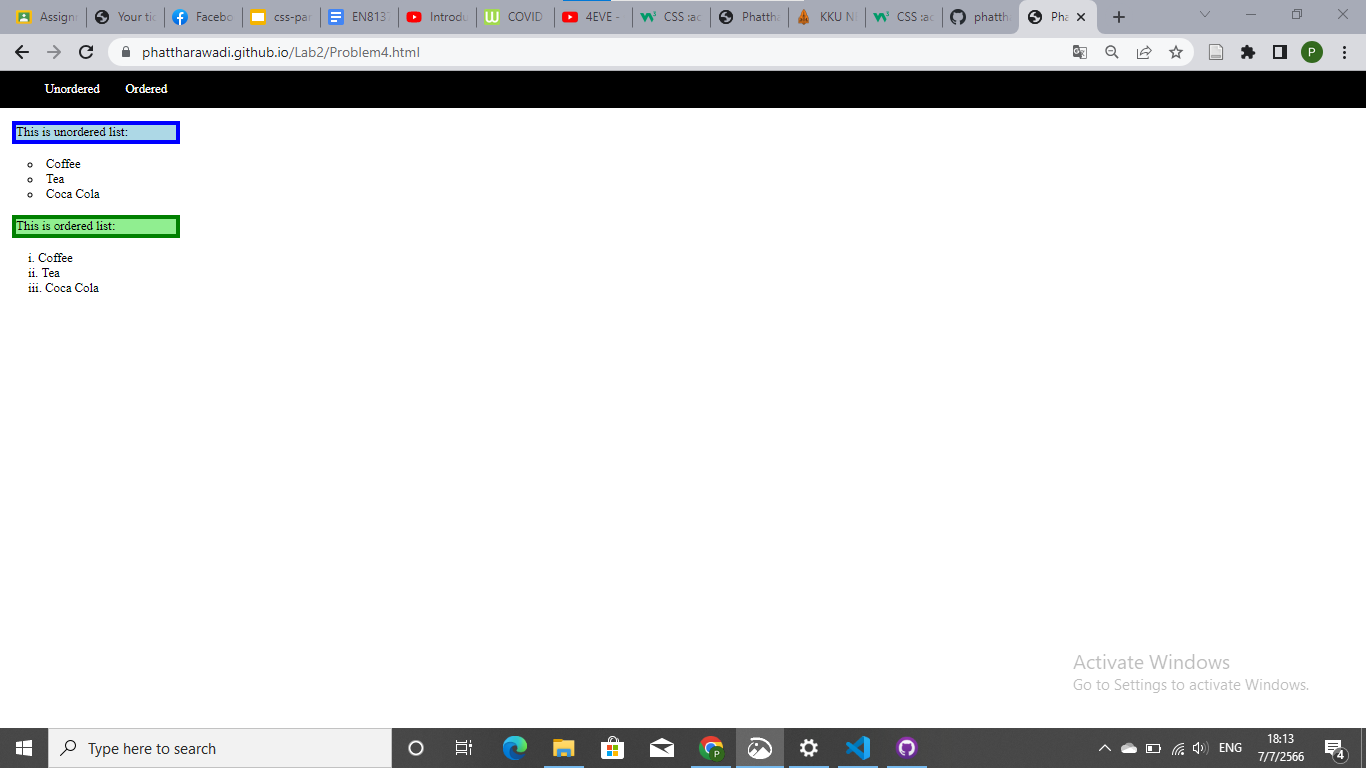 Assignn
Your tic
Facebo
css-par
EN8137
Introdu
COVID
4EVE -
CSS :ac
Phattha
KKU N
CSS :ac
phattha
Pha
phattharawadi.github.io/Lab2/Problem4.html
P
Unordered Ordered
This is unordered list:
Coffee
Tea
Coca Cola
This is ordered list:
i. Coffee
ii. Tea
iii. Coca Cola
Activate Windows
Go to Settings to activate Windows.
Type here to search
ENG
18:13
7/7/2566
4